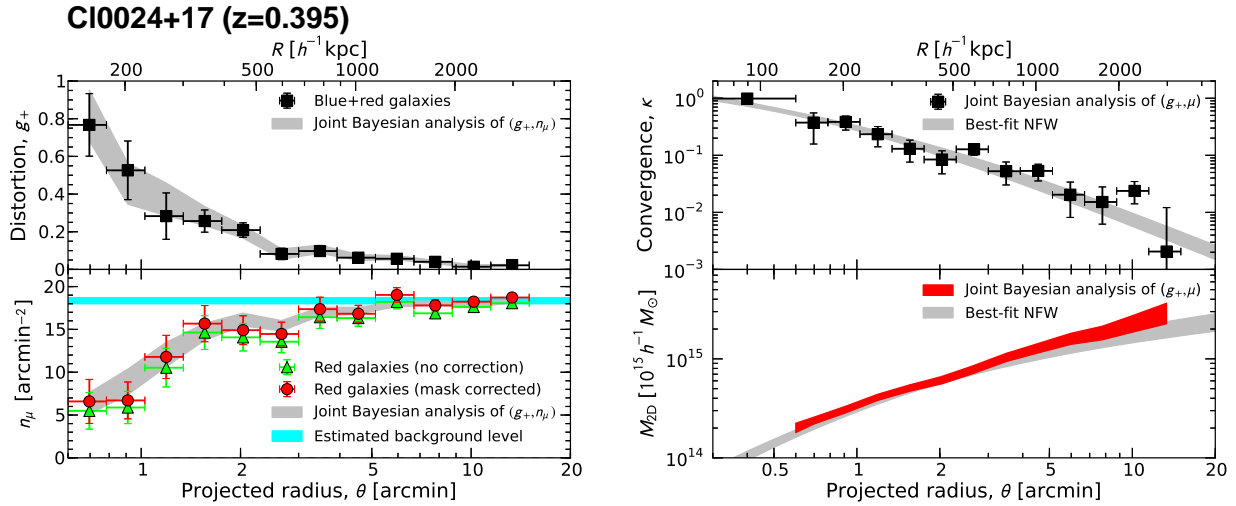 Cl0024+17 (z=0.395)
R [h⁻¹kpc]
200 500 1000 2000
1
0.8
0.6
0.4
0.2
0
Distortion, g₊
Blue+red galaxies
Joint Bayesian analysis of (g₊,nμ)
20
15
10
5
0
nμ [arcmin⁻²]
Red galaxies (no correction)
Red galaxies (mask corrected)
Joint Bayesian analysis of (g₊,nμ)
Estimated background level
1 2 5 10 20
Projected radius, θ [arcmin]
R [h⁻¹kpc]
100 200 500 1000 2000
10⁰
10⁻¹
10⁻²
10⁻³
Convergence, κ
Joint Bayesian analysis of (g₊,μ)
Best-fit NFW
10¹⁵
10¹⁴
M₂D [10¹⁵ h⁻¹ M☉]
Joint Bayesian analysis of (g₊,μ)
Best-fit NFW
0.5 1 2 5 10 20
Projected radius, θ [arcmin]